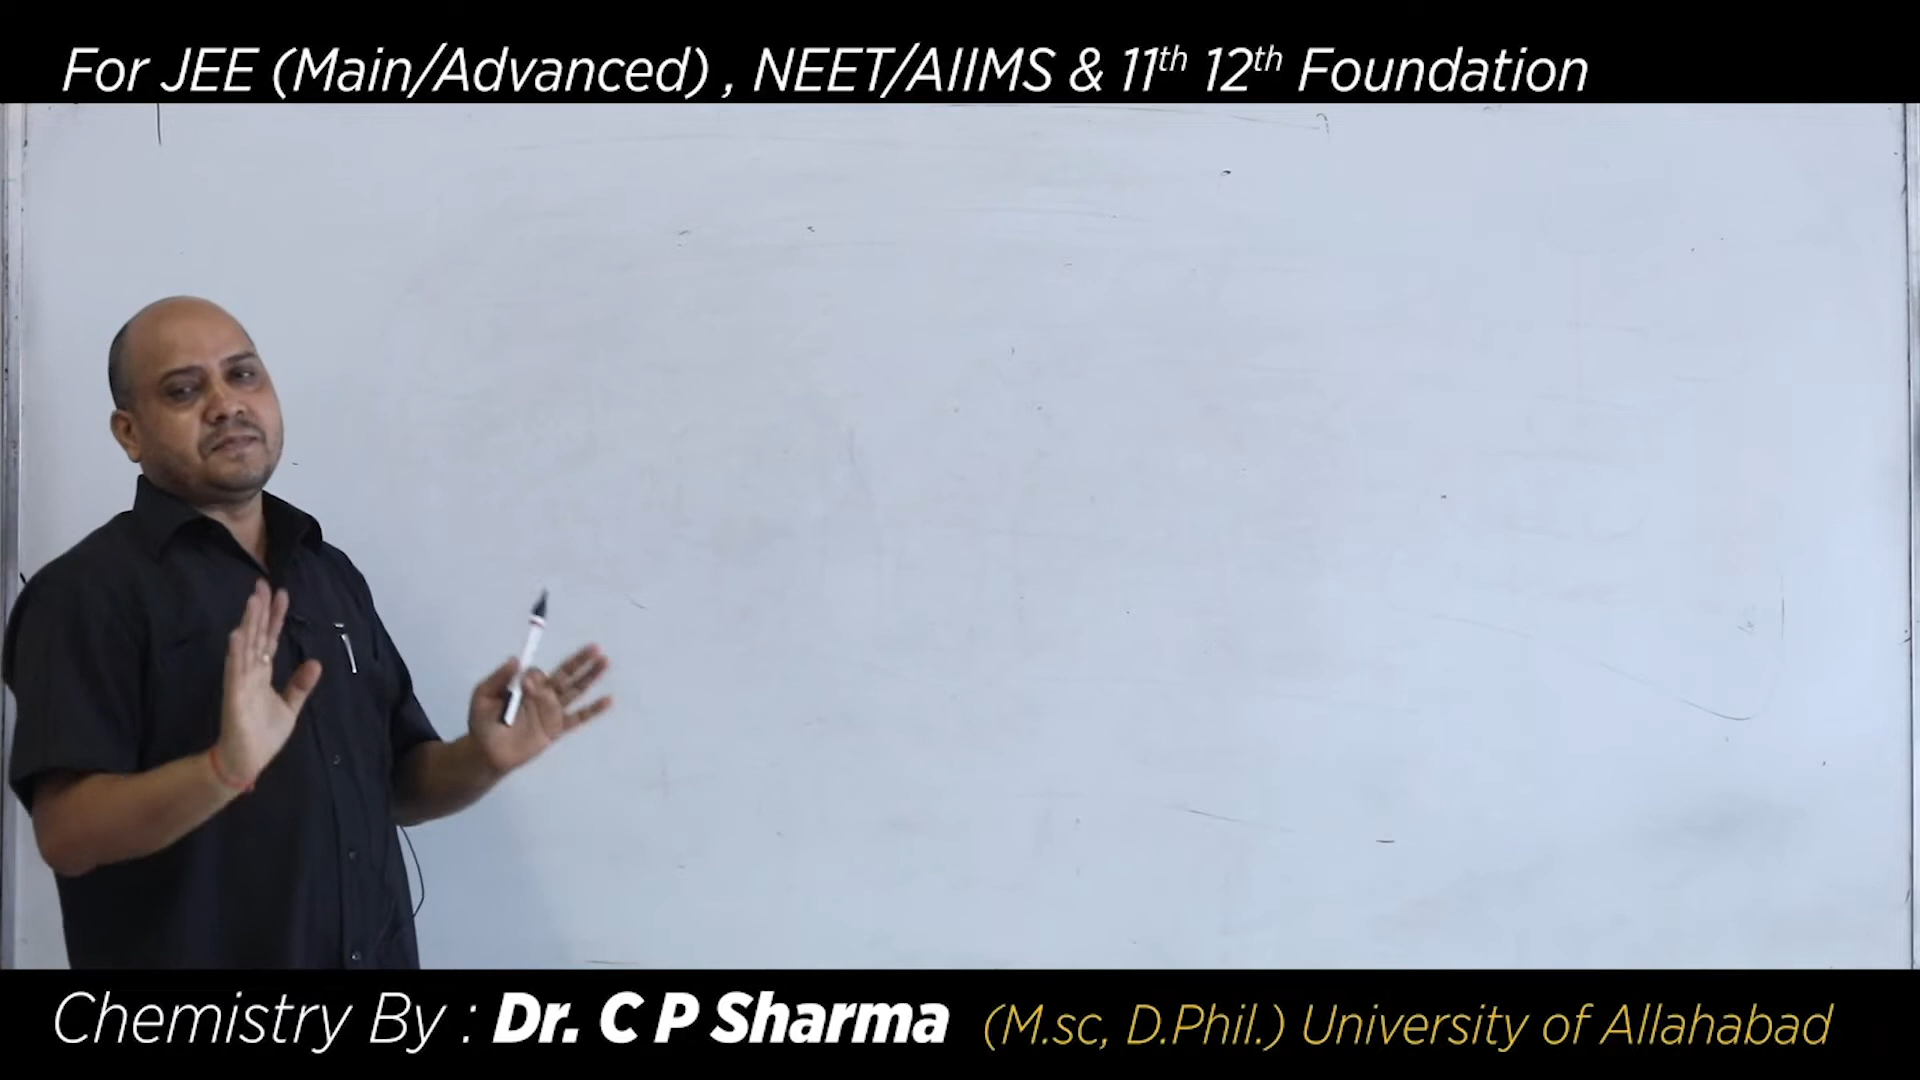 For JEE (Main/Advanced) , NEET/AIIMS & 11th 12th Foundation
Chemistry By : Dr. C P Sharma (M.sc, D.Phil.) University of Allahabad